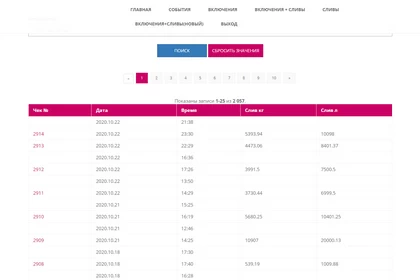 ГЛАВНАЯ СОБЫТИЯ ВКЛЮЧЕНИЯ ВКЛЮЧЕНИЯ + СЛИВЫ СЛИВЫ
ВКЛЮЧЕНИЯ+СЛИВЫ(НОВЫЙ) ВЫХОД
ПОИСК СБРОСИТЬ ЗНАЧЕНИЯ
« 1 2 3 4 5 6 7 8 9 10 »
Показаны записи 1-25 из 2 057.
Чек № Дата Время Слив кг Слив л
2020.10.22 21:38
2914 2020.10.22 23:30 5393.94 10098
2913 2020.10.22 22:29 4473.06 8401.37
2020.10.22 16:36
2912 2020.10.22 17:26 3991.5 7500.5
2020.10.22 13:50
2911 2020.10.22 14:29 3730.44 6999.5
2020.10.21 15:25
2910 2020.10.21 16:19 5680.25 10401.25
2020.10.21 12:46
2909 2020.10.21 14:25 10907 20000.13
2020.10.18 17:30
2908 2020.10.18 17:40 539.19 1009.88
2020.10.18 16:28